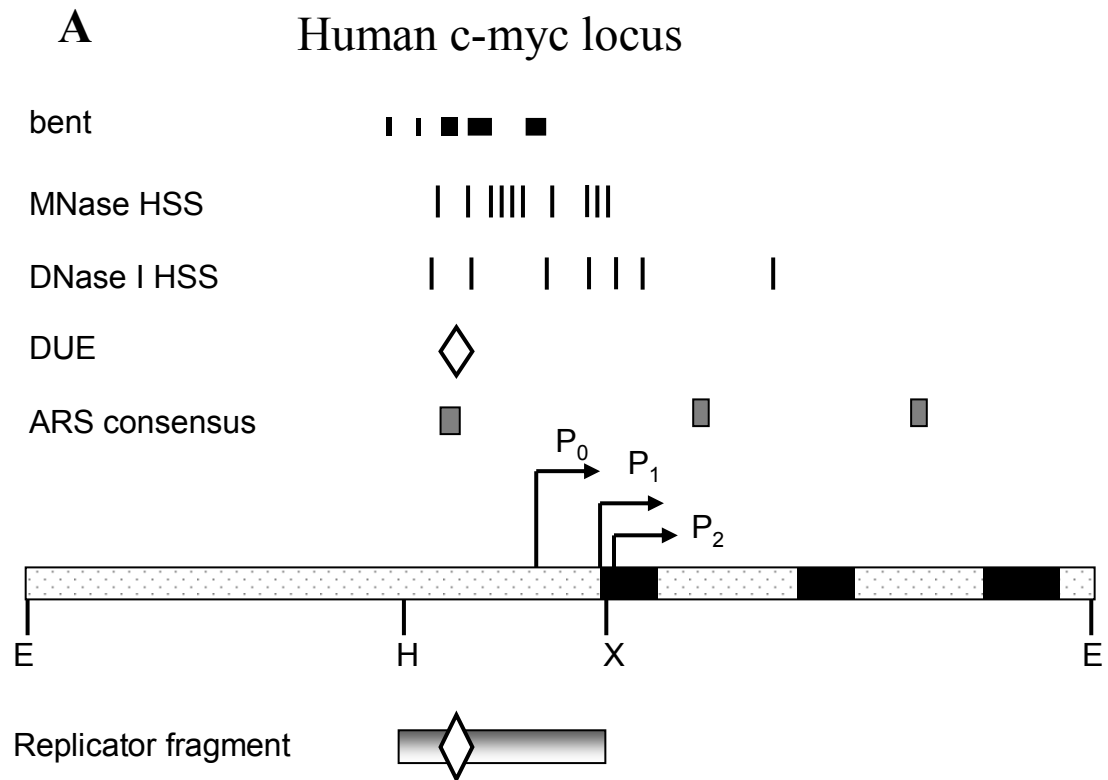 A
Human c-myc locus
bent
MNase HSS
DNase I HSS
DUE
ARS consensus
P0
P1
P2
E
H
X
E
Replicator fragment